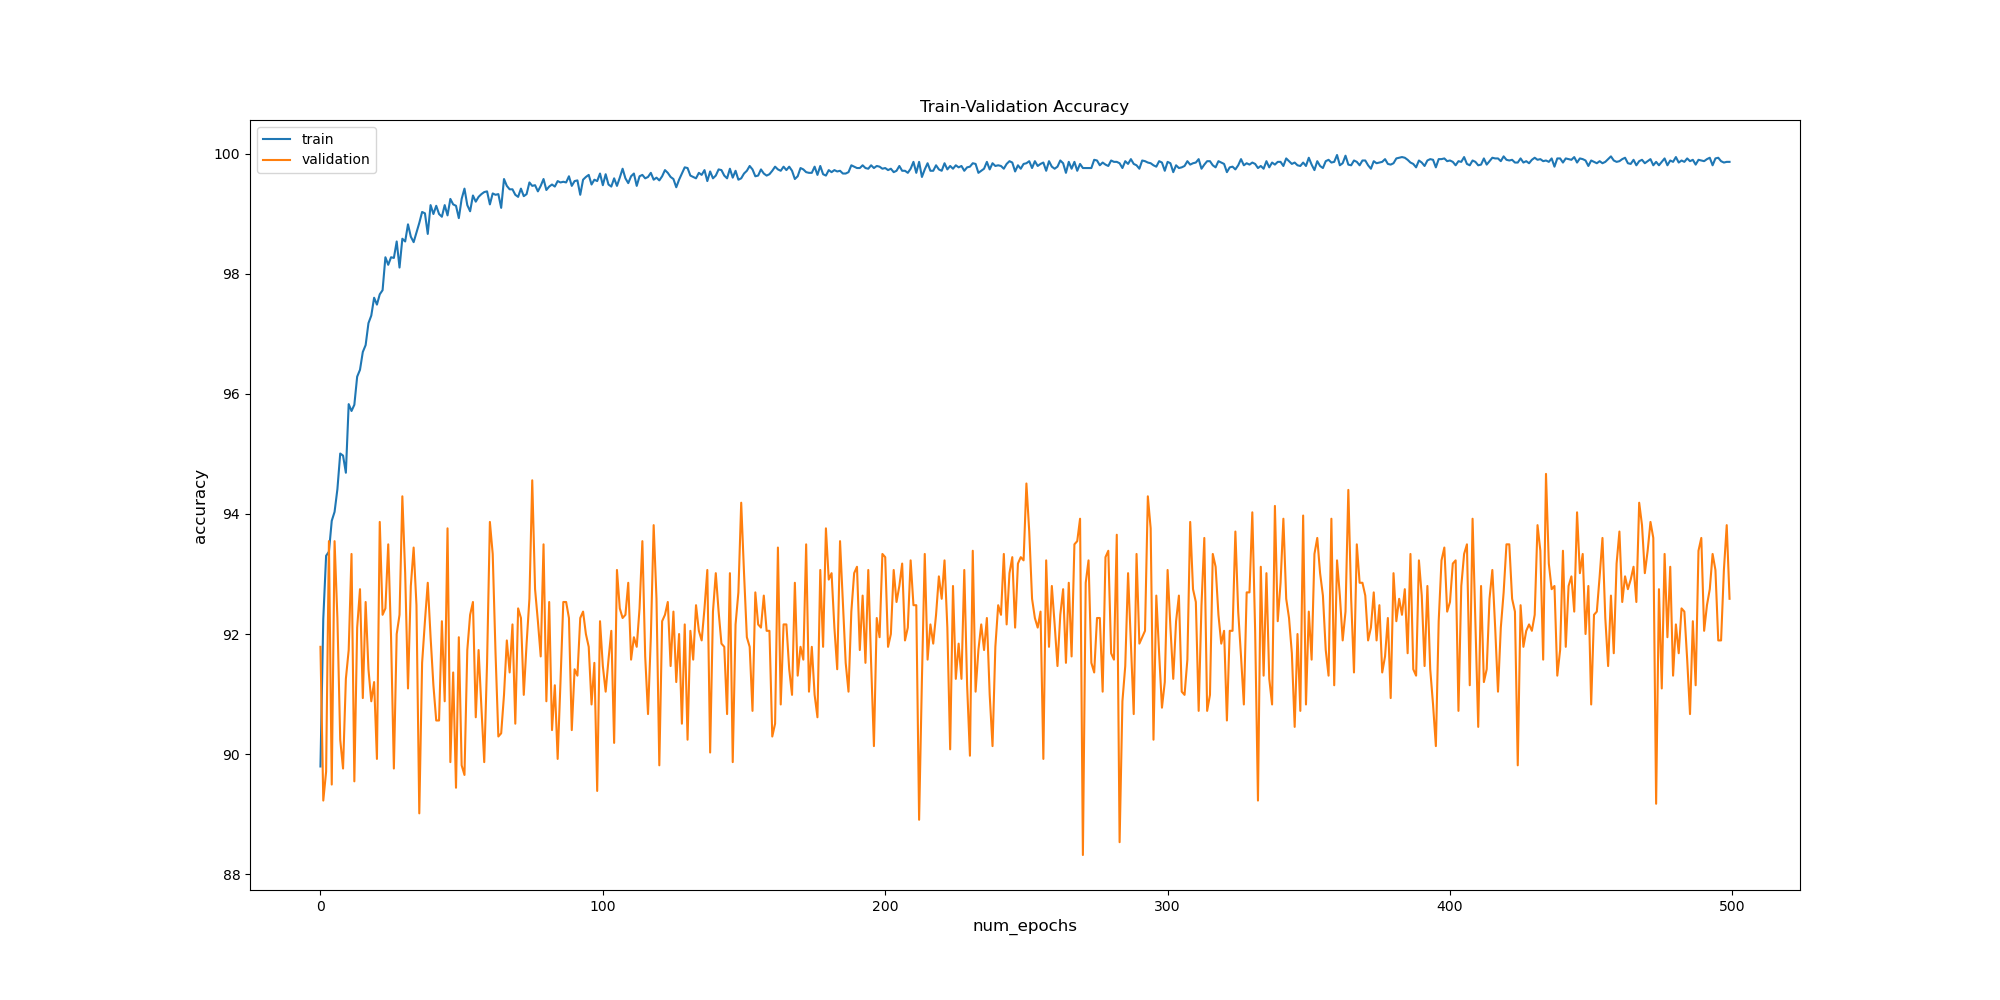 Train-Validation Accuracy
train
validation
100
98
96
94
92
90
88
accuracy
0 100 200 300 400 500
num_epochs